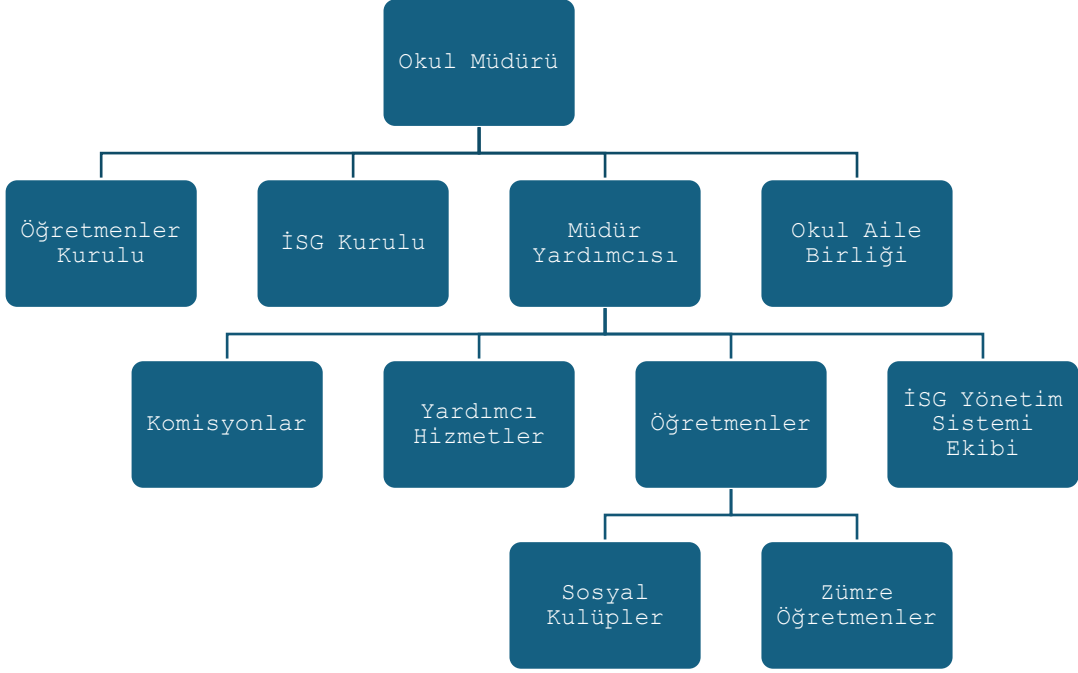 Okul Müdürü
Öğretmenler
Kurulu
İSG Kurulu
Müdür
Yardımcısı
Okul Aile
Birliği
Komisyonlar
Yardımcı
Hizmetler
Öğretmenler
İSG Yönetim
Sistemi
Ekibi
Sosyal
Kulüpler
Zümre
Öğretmenler